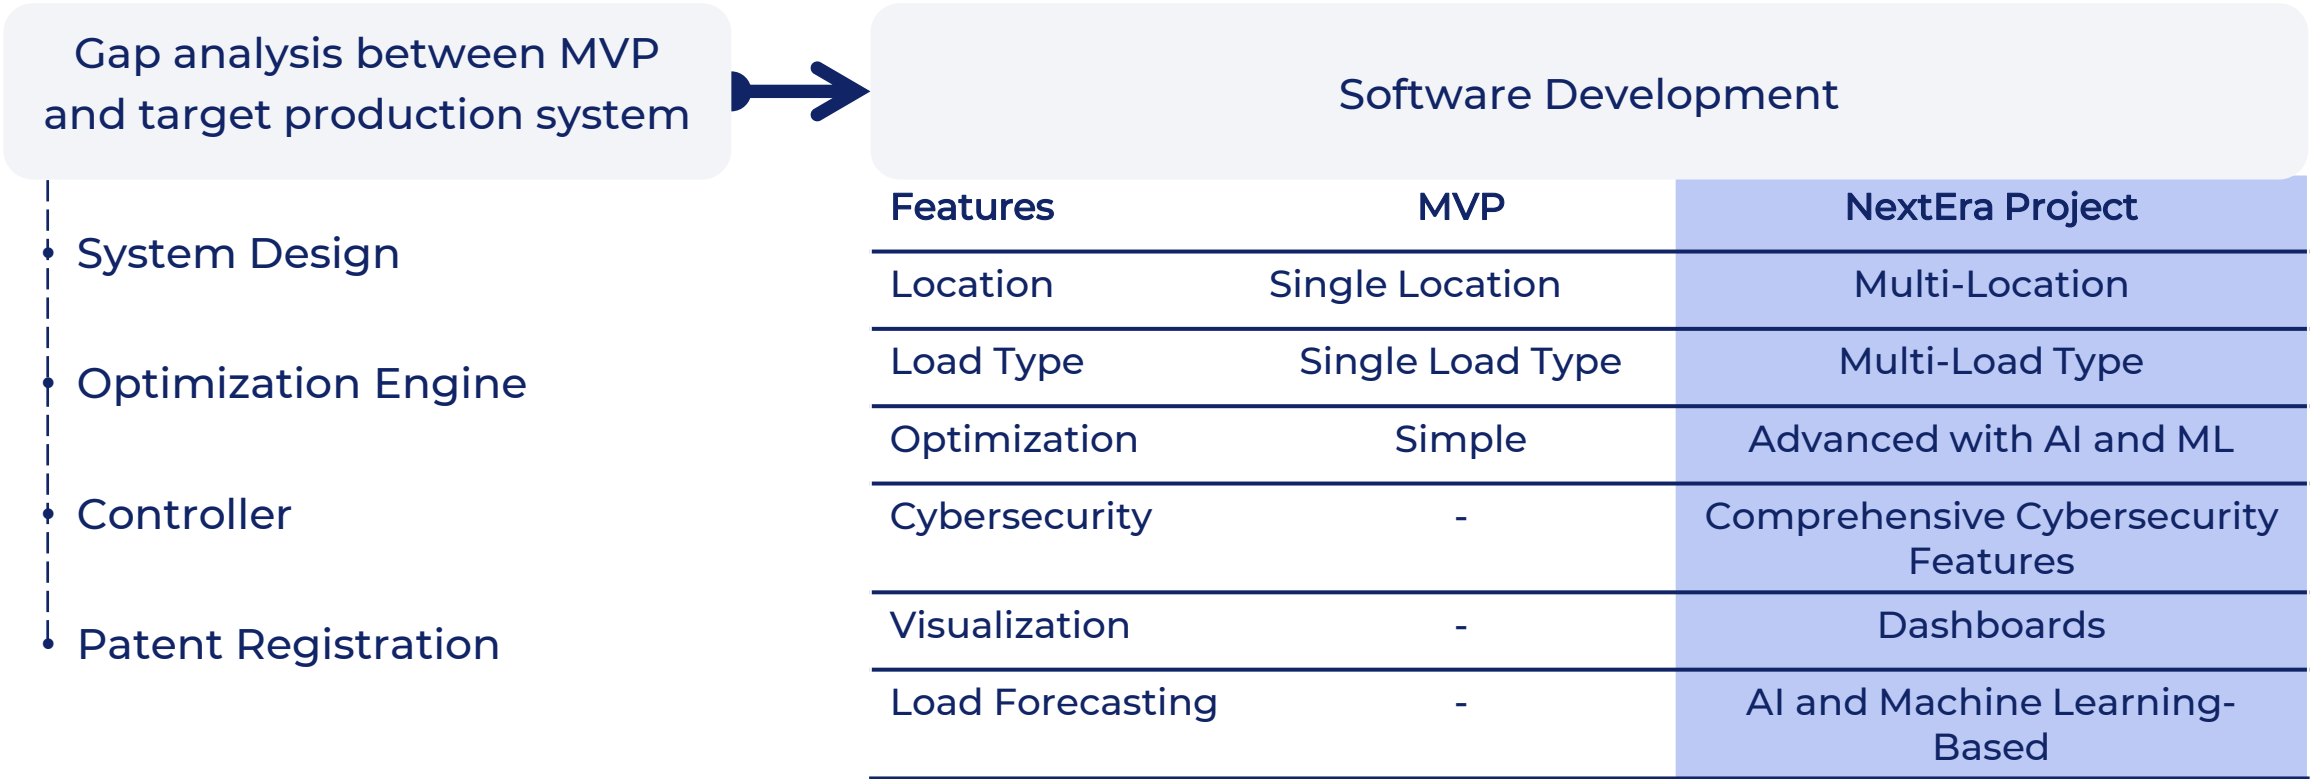 Gap analysis between MVP
and target production system
System Design
Optimization Engine
Controller
Patent Registration
Software Development
Features MVP NextEra Project
Location Single Location Multi-Location
Load Type Single Load Type Multi-Load Type
Optimization Simple Advanced with AI and ML
Cybersecurity - Comprehensive Cybersecurity
Features
Visualization - Dashboards
Load Forecasting - AI and Machine Learning-
Based